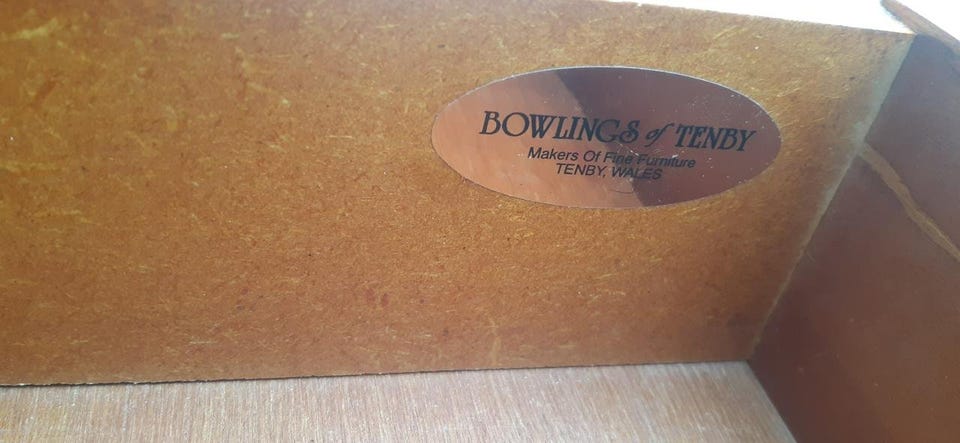 BOWLINGS of TENBY
Makers Of Fine Furniture
TENBY, WALES